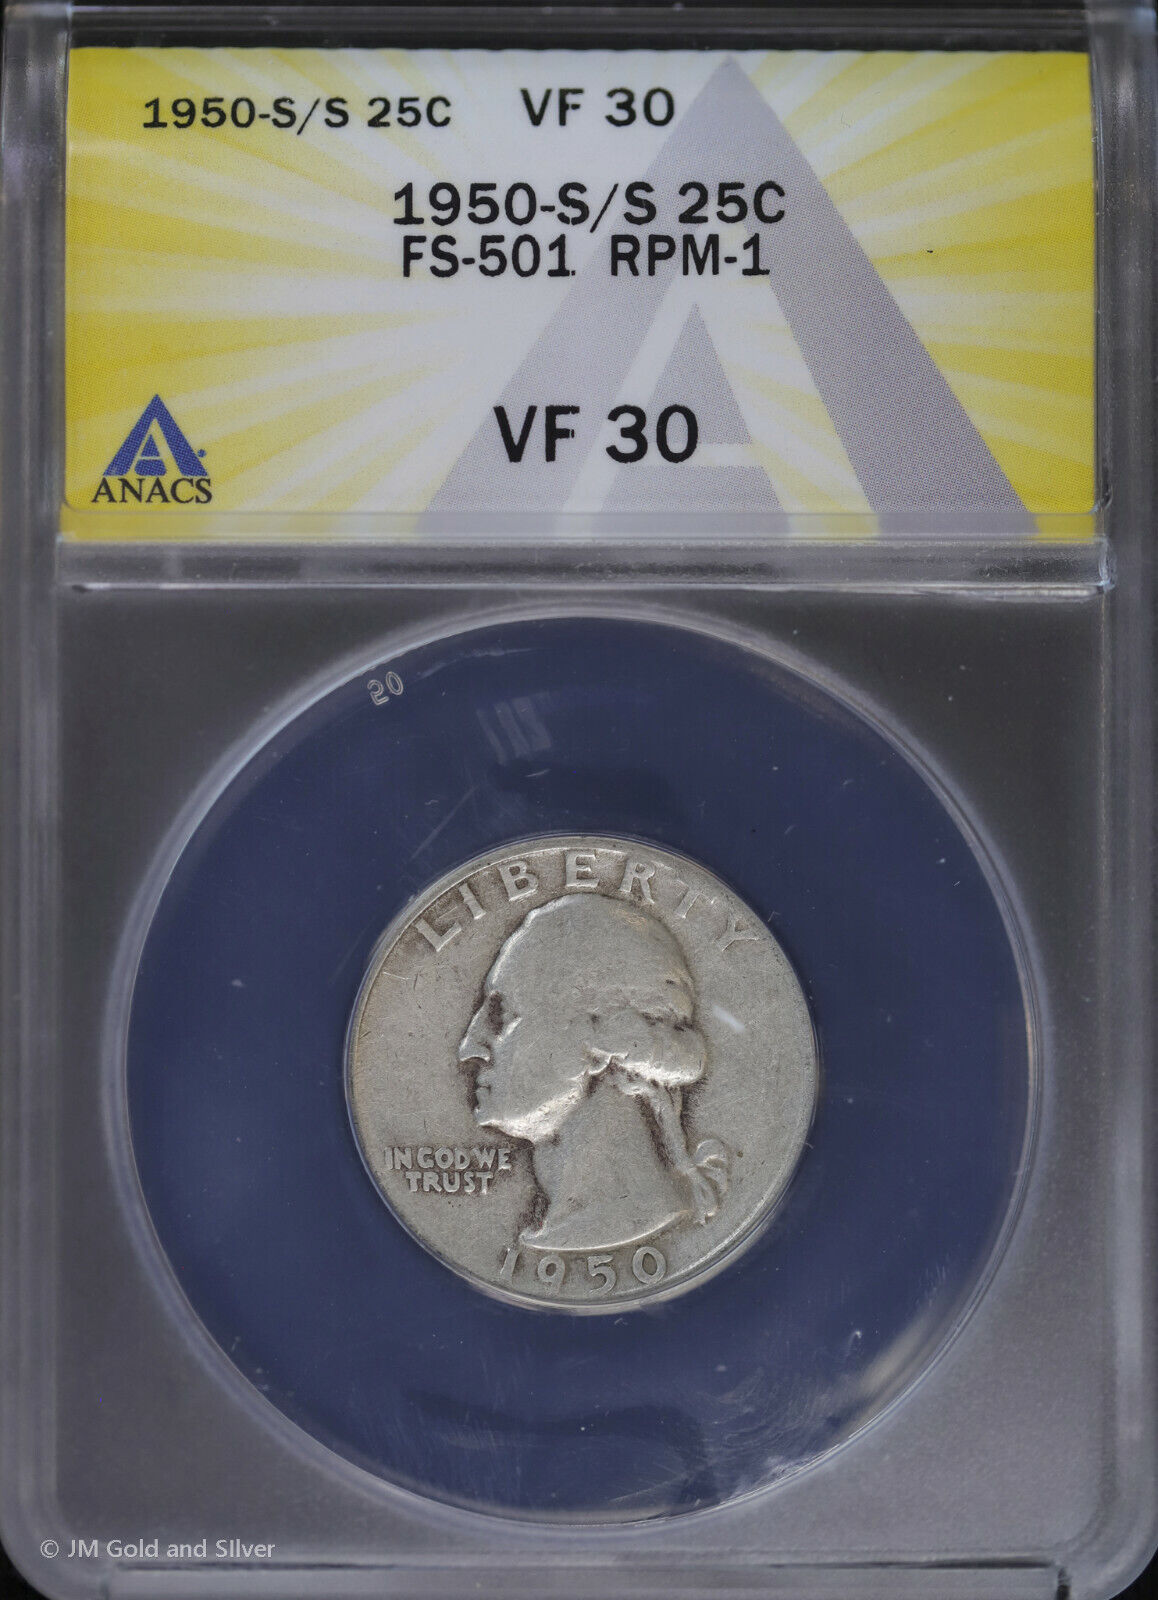 1950-S/S 25C VF 30
1950-S/S 25C
FS-501 RPM-1
VF 30
ANACS
20
LIBERTY
IN GOD WE
TRUST
1950
© JM Gold and Silver